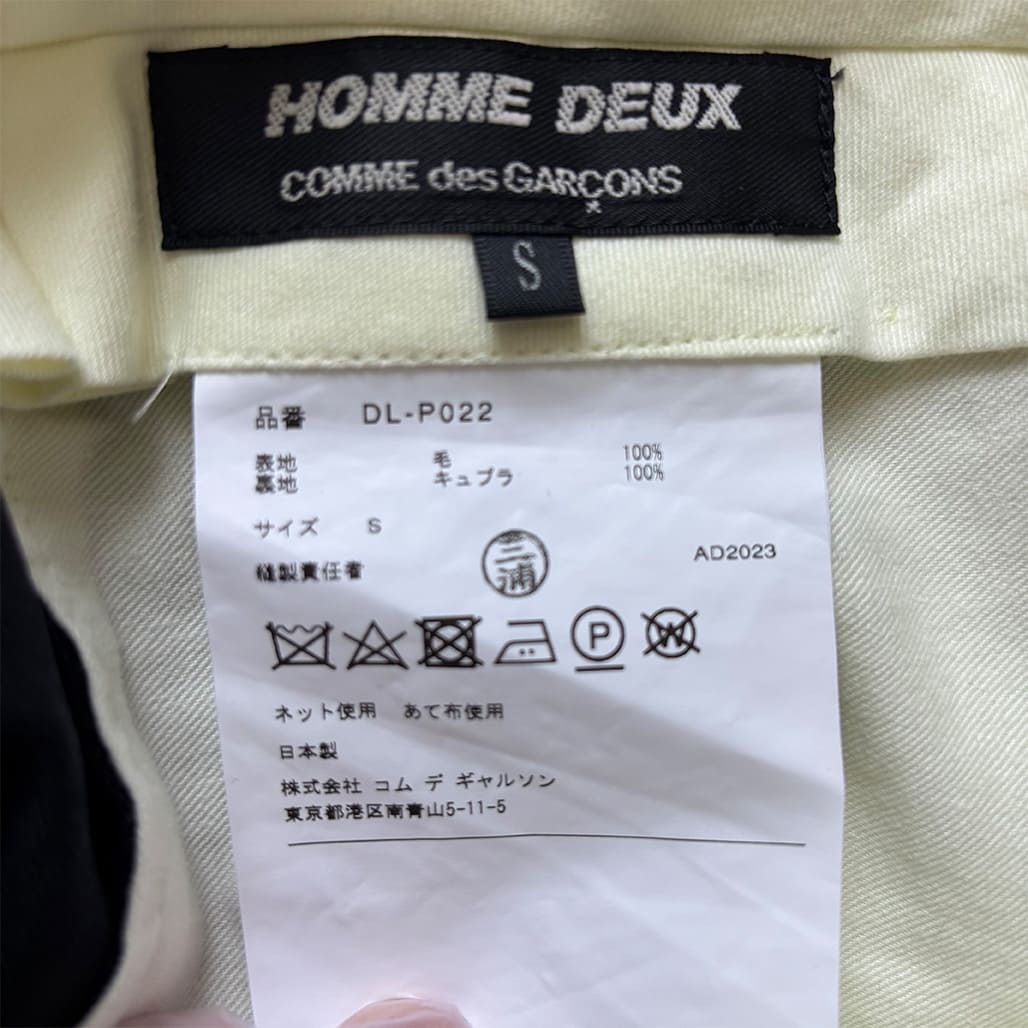 HOMME DEUX
COMME des GARÇONS
S
品番 DL-P022
表地 毛 100%
裏地 キュプラ 100%
サイズ S
縫製責任者 三浦 AD2023
P W
ネット使用 あて布使用
日本製
株式会社 コム デ ギャルソン
東京都港区南青山5-11-5